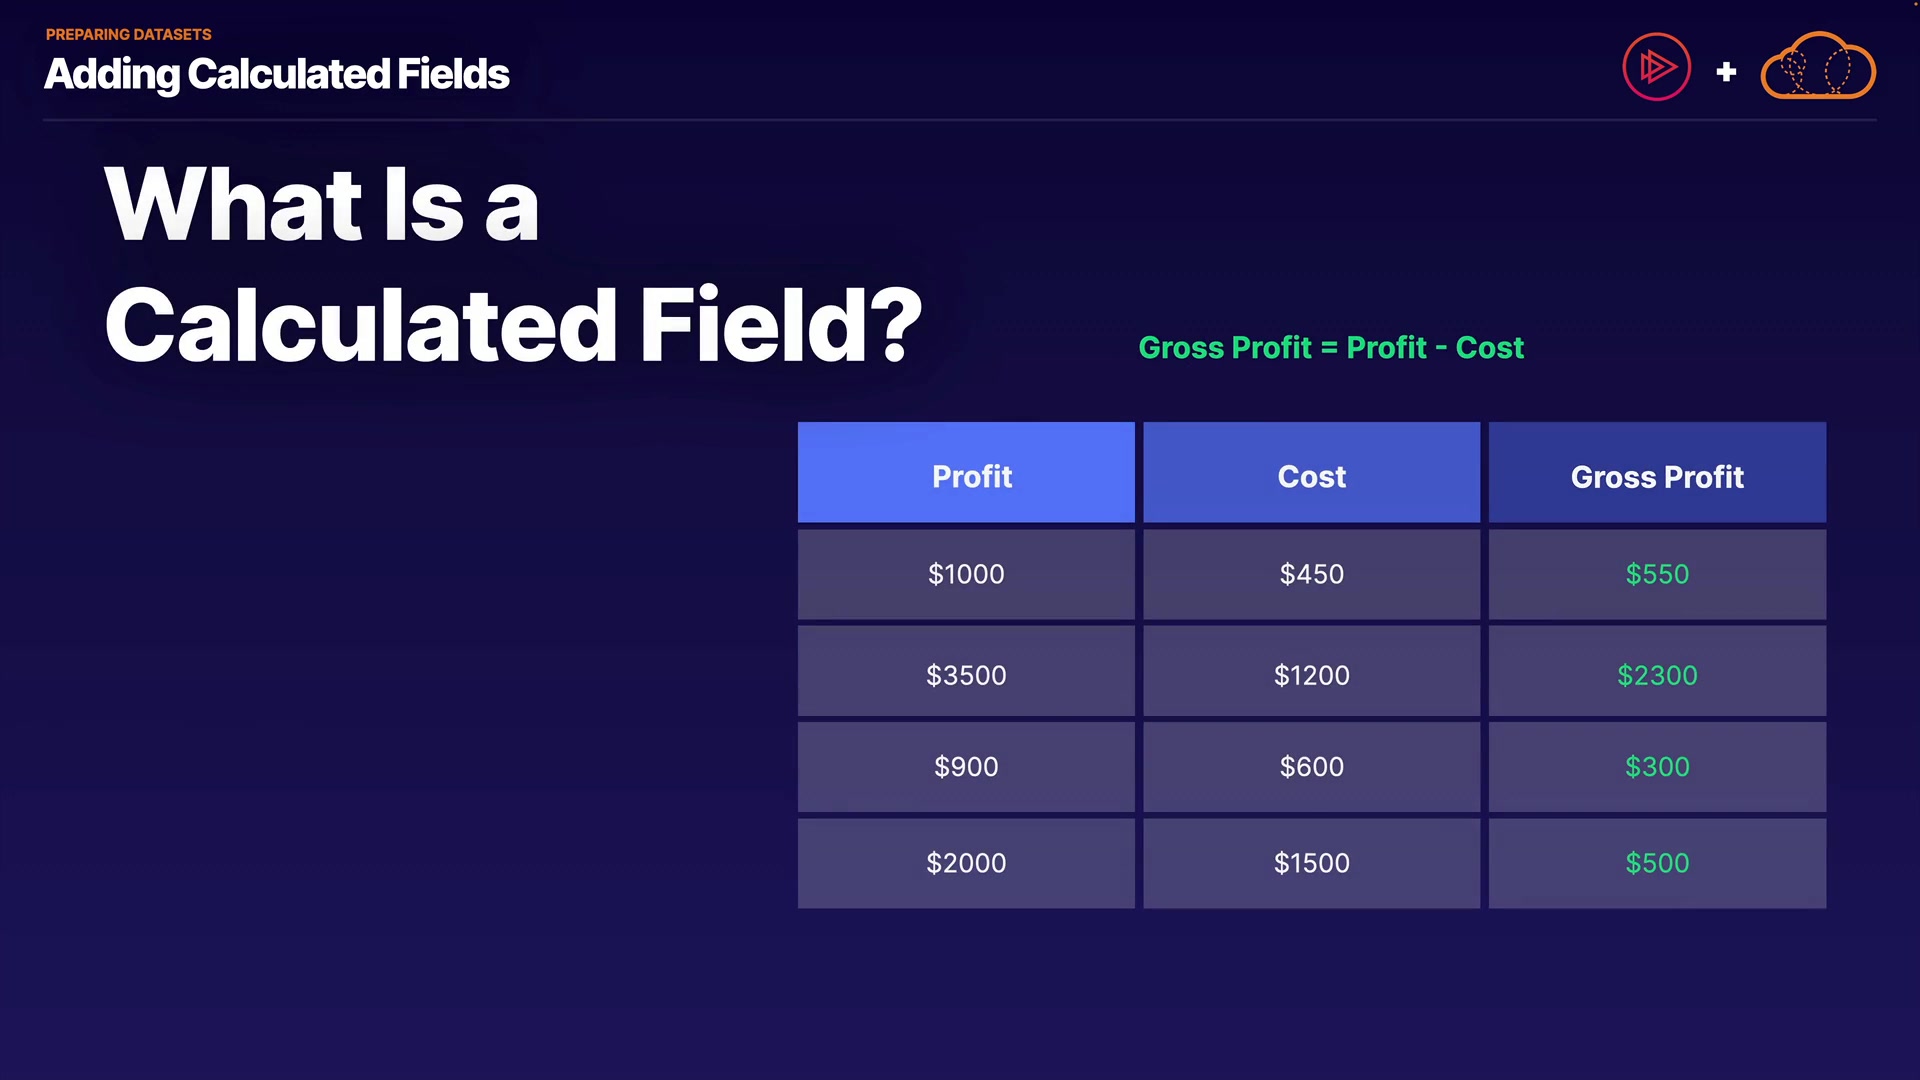 PREPARING DATASETS
Adding Calculated Fields
+
What Is a
Calculated Field?
Gross Profit = Profit - Cost
Profit Cost Gross Profit
$1000 $450 $550
$3500 $1200 $2300
$900 $600 $300
$2000 $1500 $500